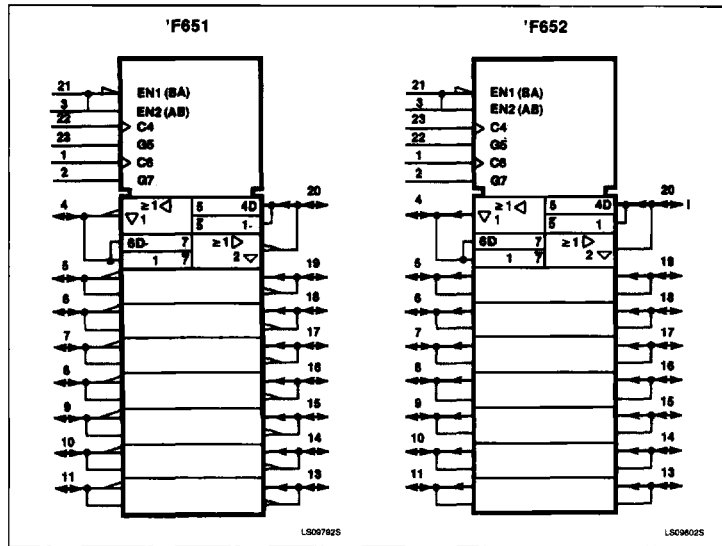 'F651
21
3
22
23
1
2
EN1 (BA)
EN2 (AB)
C4
G5
C6
G7
4
≥1 ◁
▽ 1
5 4D
5̅ 1-
20
6D- 7
1 7̅
≥1 ▷
2 ▽
5
6
7
8
9
10
11
19
18
17
16
15
14
13
LS09792S
'F652
21
3
23
22
1
2
EN1 (BA)
EN2 (AB)
C4
G5
C6
G7
4
≥1 ◁
▽ 1
5 4D
5̅ 1
20
I
6D 7
1 7̅
≥1 ▷
2 ▽
5
6
7
8
9
10
11
19
18
17
16
15
14
13
LS09802S